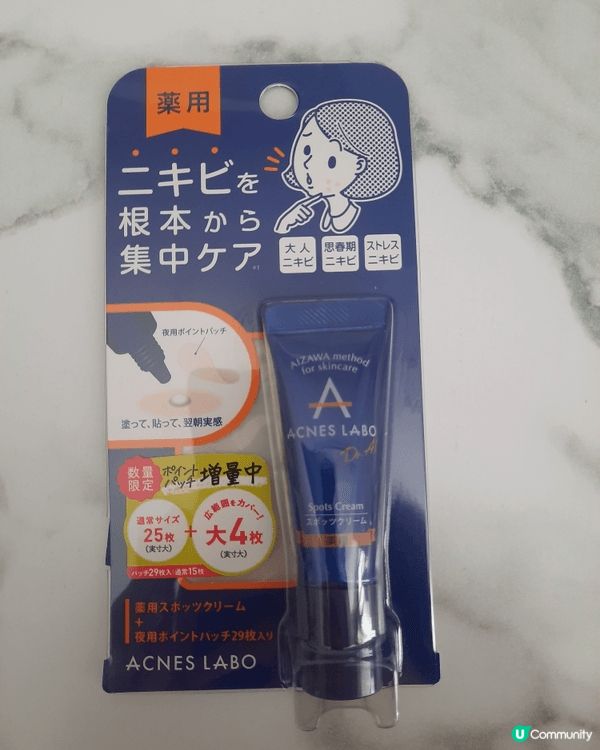 薬用
ニキビを
根本から
集中ケア
大人
ニキビ
思春期
ニキビ
ストレス
ニキビ
夜用ポイントパッチ
塗って、貼って、翌朝実感
数量
限定
ポイント
パッチ
増量中
通常サイズ
25枚
(実寸大)
+
広範囲をカバー!
大4枚
(実寸大)
パッチ29枚入(通常15枚
薬用スポッツクリーム
+
夜用ポイントパッチ29枚入り
ACNES LABO
AIZAWA method
for skincare
A
ACNES LABO
Dr. A
Spots Cream
スポッツクリーム
U Community